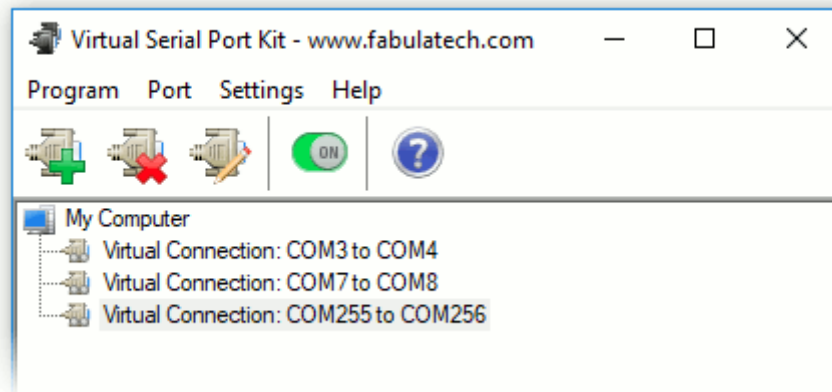 Virtual Serial Port Kit - www.fabulatech.com
Program Port Settings Help
ON
My Computer
Virtual Connection: COM3 to COM4
Virtual Connection: COM7 to COM8
Virtual Connection: COM255 to COM256